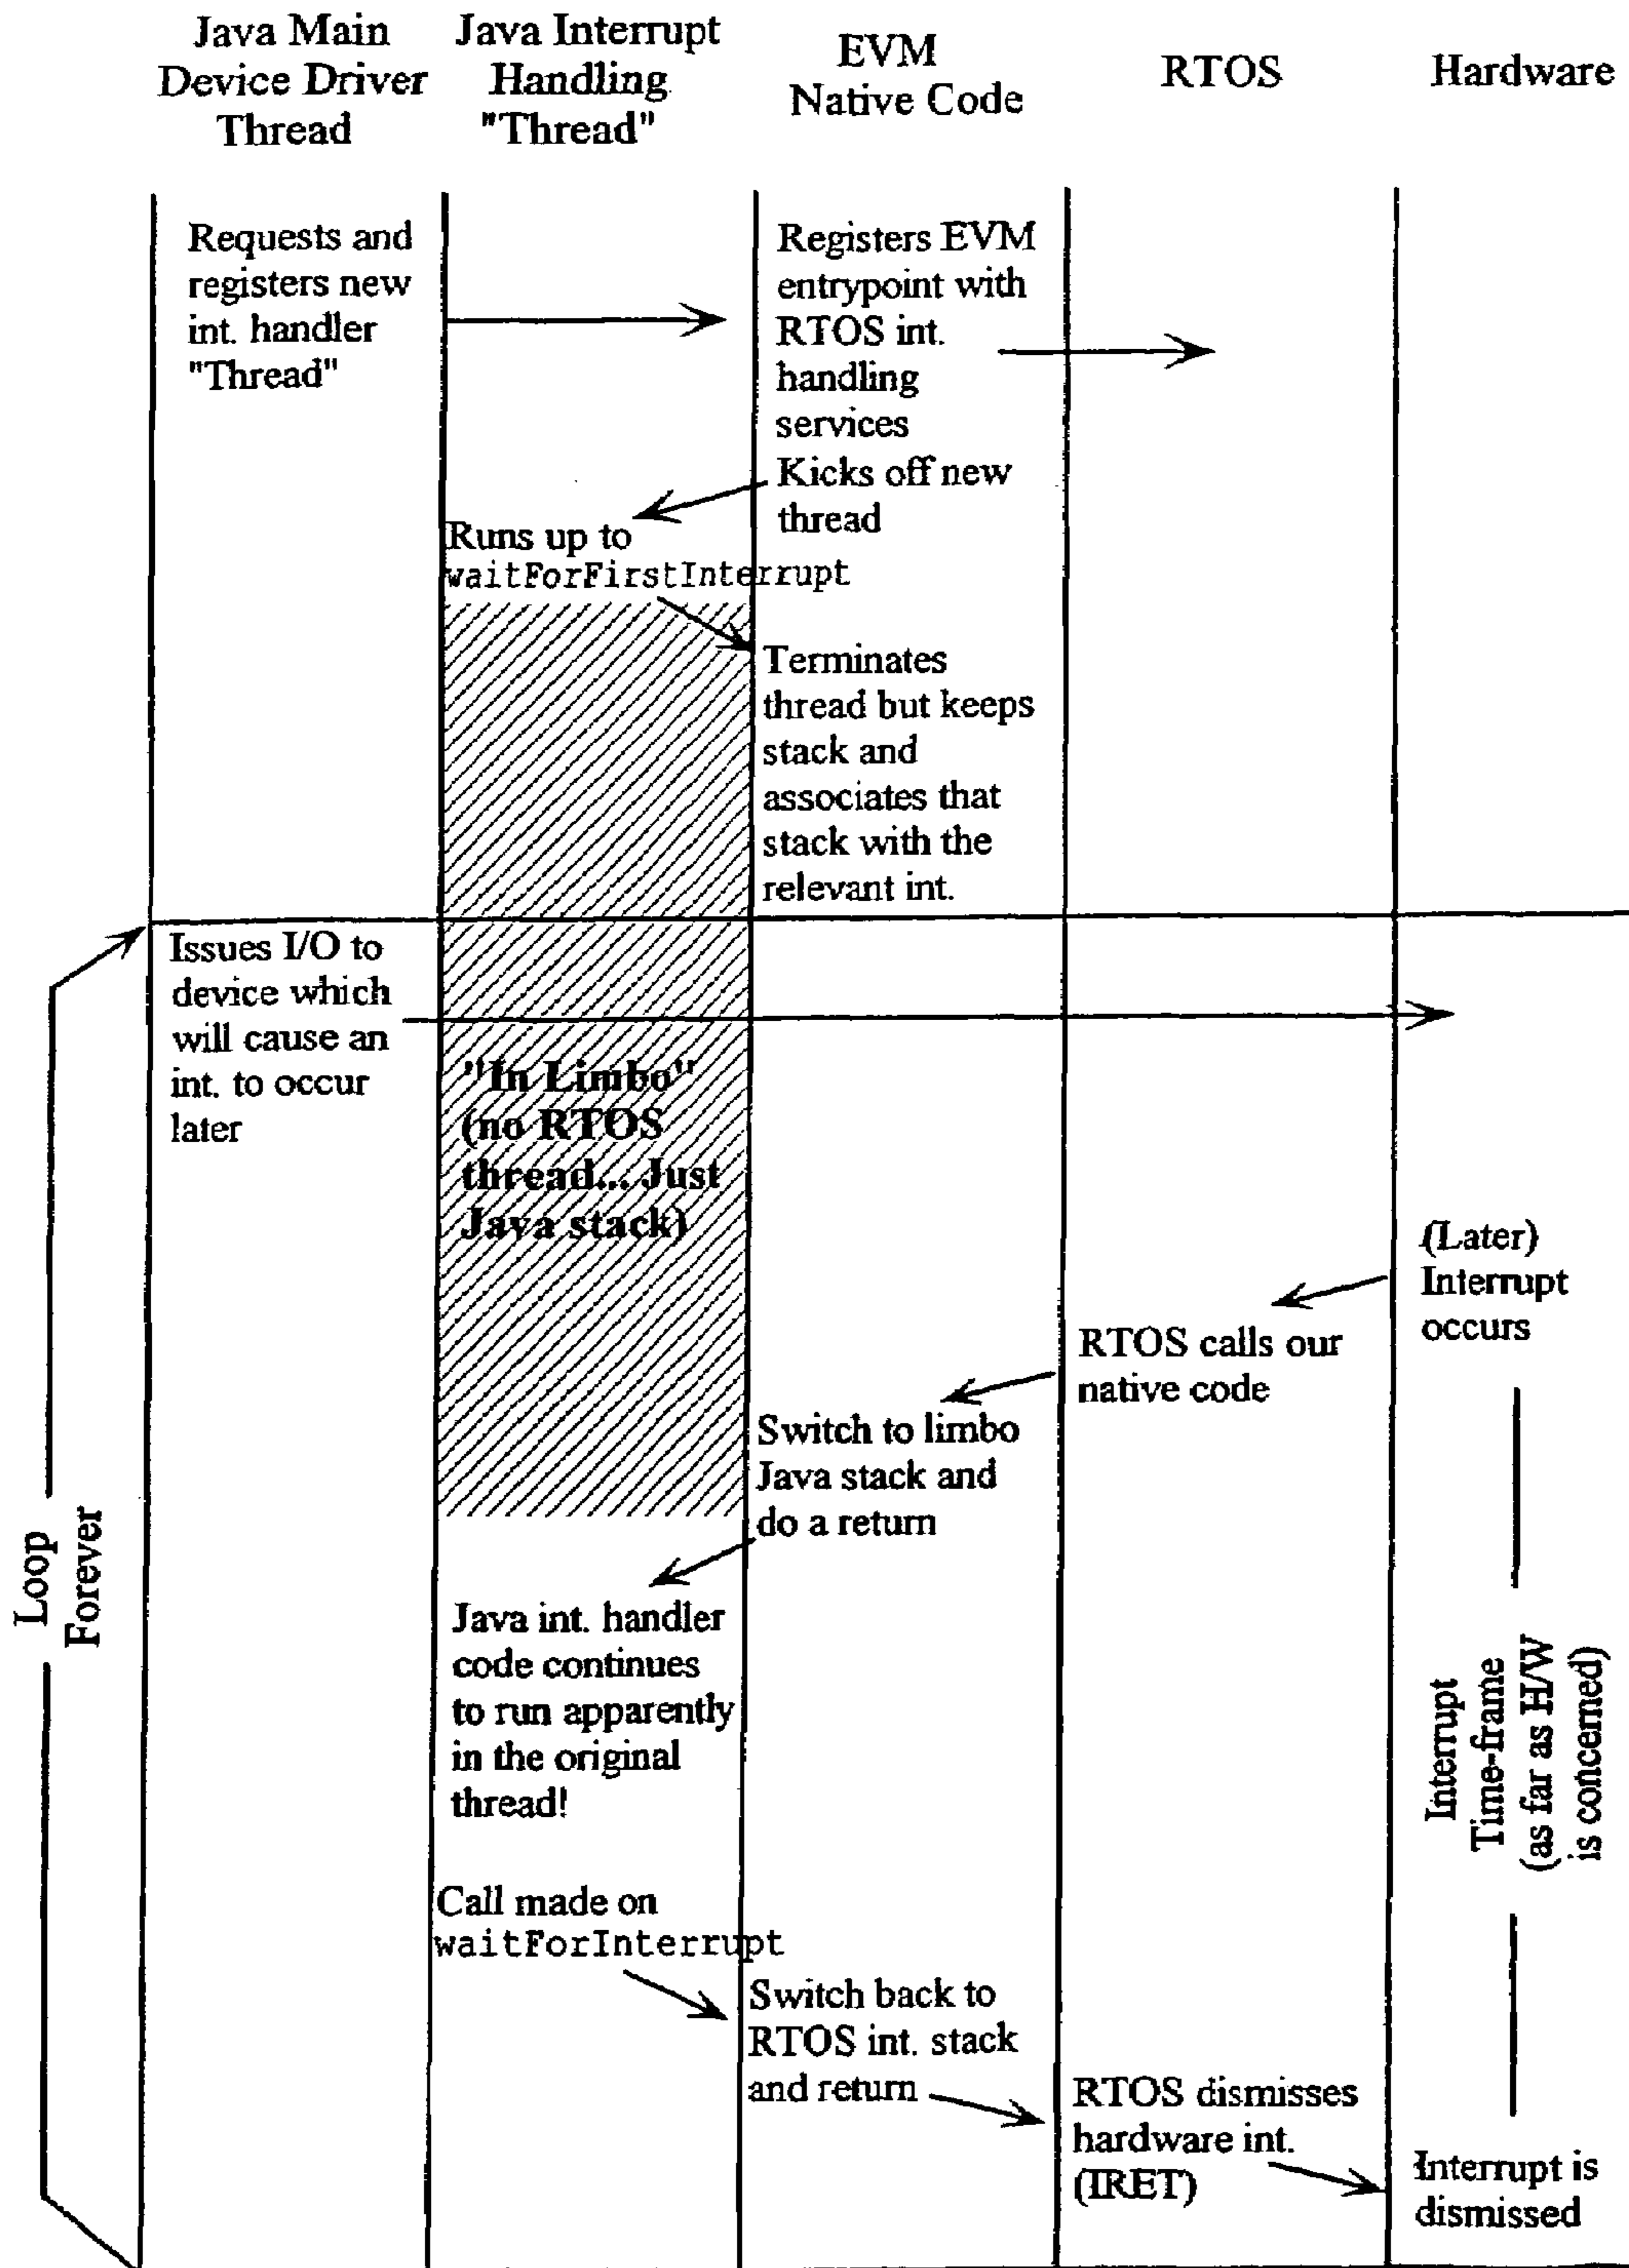 Java Main
Device Driver
Thread
Java Interrupt
Handling
"Thread"
EVM
Native Code
RTOS
Hardware
Requests and
registers new
int. handler
"Thread"
Registers EVM
entrypoint with
RTOS int.
handling
services
Kicks off new
thread
Runs up to
waitForFirstInterrupt
Terminates
thread but keeps
stack and
associates that
stack with the
relevant int.
Issues I/O to
device which
will cause an
int. to occur
later
"In Limbo"
(no RTOS
thread... Just
Java stack)
(Later)
Interrupt
occurs
RTOS calls our
native code
Switch to limbo
Java stack and
do a return
Java int. handler
code continues
to run apparently
in the original
thread!
Call made on
waitForInterrupt
Switch back to
RTOS int. stack
and return
RTOS dismisses
hardware int.
(IRET)
Interrupt is
dismissed
Loop
Forever
Interrupt
Time-frame
(as far as H/W
is concerned)